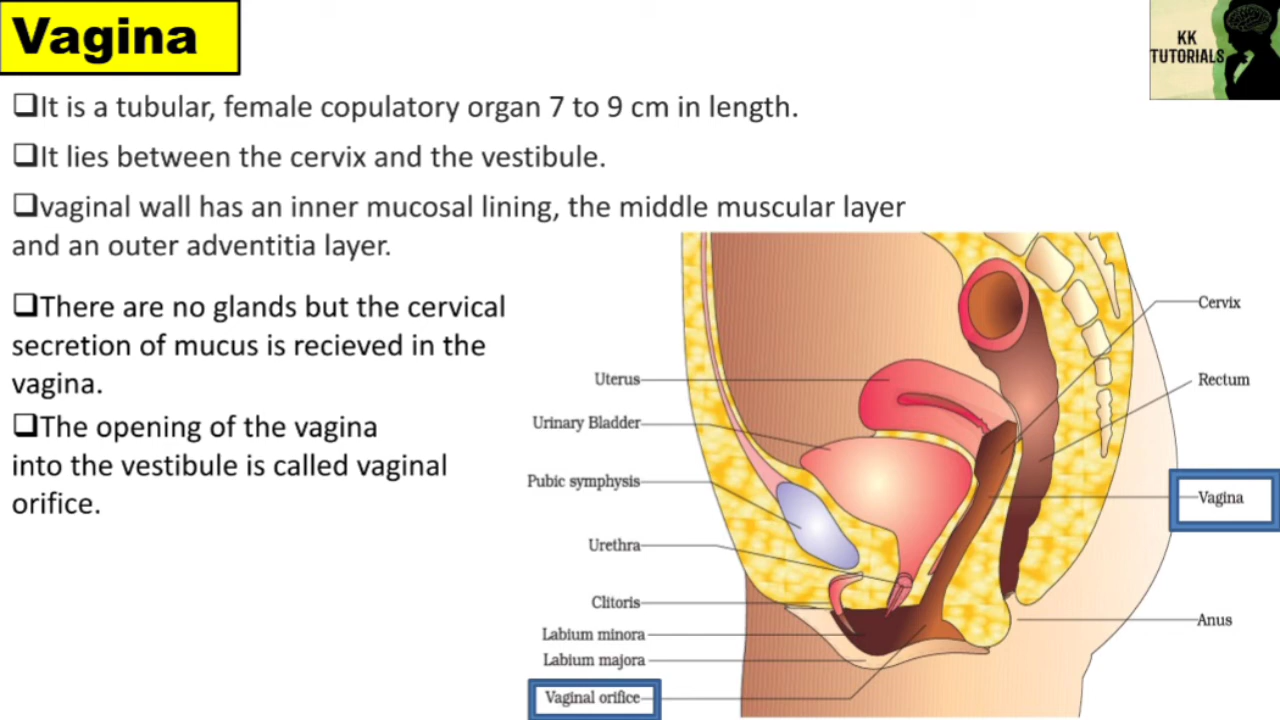 Vagina
KK
TUTORIALS
❑It is a tubular, female copulatory organ 7 to 9 cm in length.
❑It lies between the cervix and the vestibule.
❑vaginal wall has an inner mucosal lining, the middle muscular layer
and an outer adventitia layer.
❑There are no glands but the cervical
secretion of mucus is recieved in the
vagina.
❑The opening of the vagina
into the vestibule is called vaginal
orifice.
Uterus
Urinary Bladder
Pubic symphysis
Urethra
Clitoris
Labium minora
Labium majora
Vaginal orifice
Cervix
Rectum
Vagina
Anus